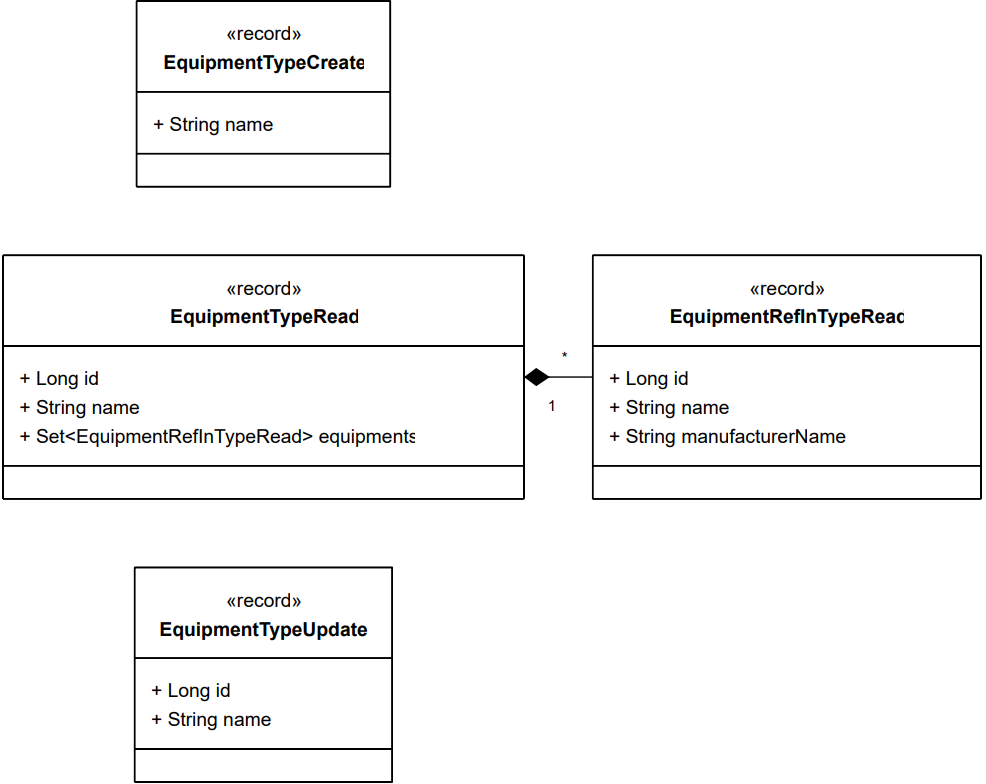 «record»
EquipmentTypeCreate
+ String name
«record»
EquipmentTypeRead
+ Long id
+ String name
+ Set<EquipmentRefInTypeRead> equipments
*
1
«record»
EquipmentRefInTypeRead
+ Long id
+ String name
+ String manufacturerName
«record»
EquipmentTypeUpdate
+ Long id
+ String name